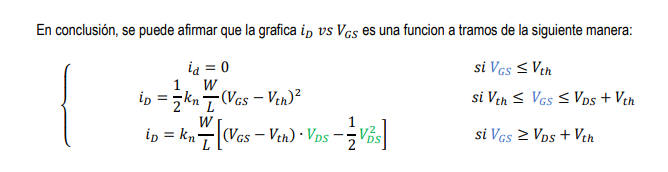 En conclusión, se puede afirmar que la grafica i_D vs V_GS es una funcion a tramos de la siguiente manera:
i_d = 0 si V_GS ≤ V_th
i_D = 1/2 k_n W/L (V_GS − V_th)² si V_th ≤ V_GS ≤ V_DS + V_th
i_D = k_n W/L [(V_GS − V_th) · V_DS − 1/2 V_DS²] si V_GS ≥ V_DS + V_th